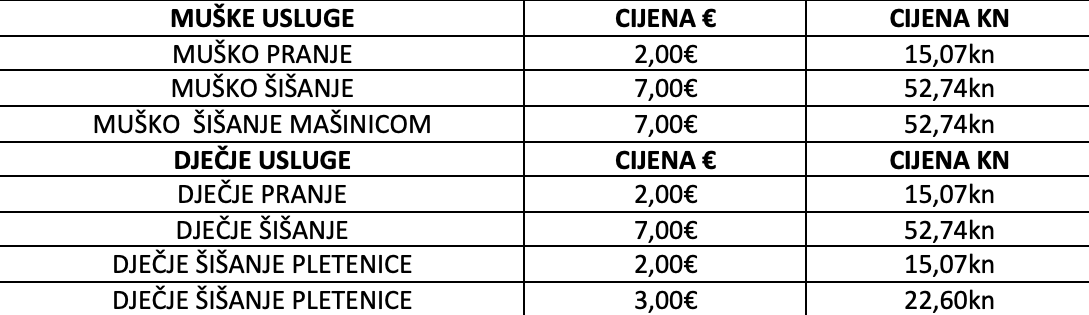 MUŠKE USLUGE CIJENA € CIJENA KN
MUŠKO PRANJE 2,00€ 15,07kn
MUŠKO ŠIŠANJE 7,00€ 52,74kn
MUŠKO ŠIŠANJE MAŠINICOM 7,00€ 52,74kn
DJEČJE USLUGE CIJENA € CIJENA KN
DJEČJE PRANJE 2,00€ 15,07kn
DJEČJE ŠIŠANJE 7,00€ 52,74kn
DJEČJE ŠIŠANJE PLETENICE 2,00€ 15,07kn
DJEČJE ŠIŠANJE PLETENICE 3,00€ 22,60kn